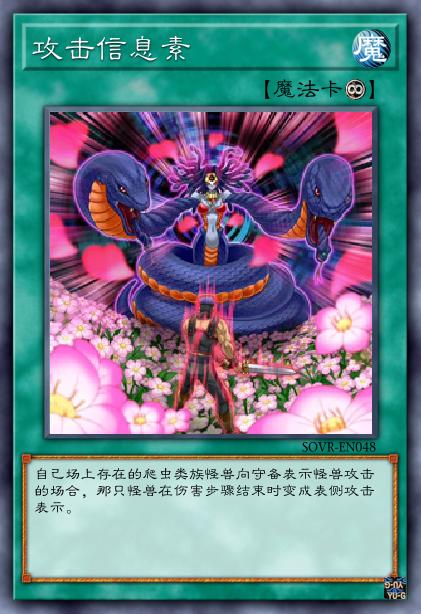 攻击信息素
魔
【魔法卡♾】
SOVR-EN048
自己场上存在的爬虫类族怪兽向守备表示怪兽攻击
的场合，那只怪兽在伤害步骤结束时变成表侧攻击
表示。